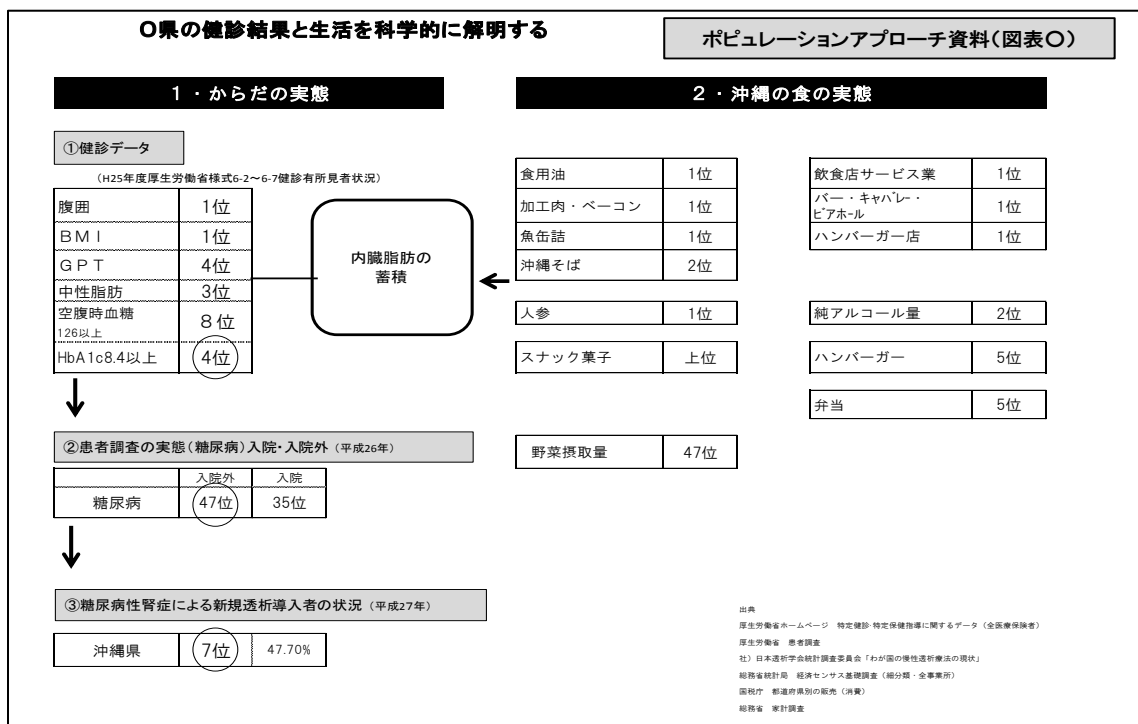 〇県の健診結果と生活を科学的に解明する
ポピュレーションアプローチ資料(図表〇)
1・からだの実態
①健診データ
(H25年度厚生労働省様式6-2~6-7健診有所見者状況)
腹囲 1位
BMI 1位
GPT 4位
中性脂肪 3位
空腹時血糖
126以上 8位
HbA1c8.4以上 4位
内臓脂肪の
蓄積
②患者調査の実態(糖尿病)入院・入院外 (平成26年)
入院外 入院
糖尿病 47位 35位
③糖尿病性腎症による新規透析導入者の状況 (平成27年)
沖縄県 7位 47.70%
2・沖縄の食の実態
食用油 1位
加工肉・ベーコン 1位
魚缶詰 1位
沖縄そば 2位
人参 1位
スナック菓子 上位
野菜摂取量 47位
飲食店サービス業 1位
バー・キャバレー・
ビアホール 1位
ハンバーガー店 1位
純アルコール量 2位
ハンバーガー 5位
弁当 5位
出典
厚生労働省ホームページ 特定健診・特定保健指導に関するデータ (全医療保険者)
厚生労働省 患者調査
社)日本透析学会統計調査委員会「わが国の慢性透析療法の現状」
総務省統計局 経済センサス基礎調査 (細分類・全事業所)
国税庁 都道府県別の販売 (消費)
総務省 家計調査